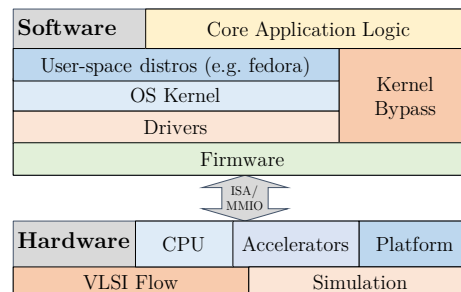 Software
Core Application Logic
User-space distros (e.g. fedora)
OS Kernel
Drivers
Kernel
Bypass
Firmware
ISA/
MMIO
Hardware
CPU
Accelerators
Platform
VLSI Flow
Simulation